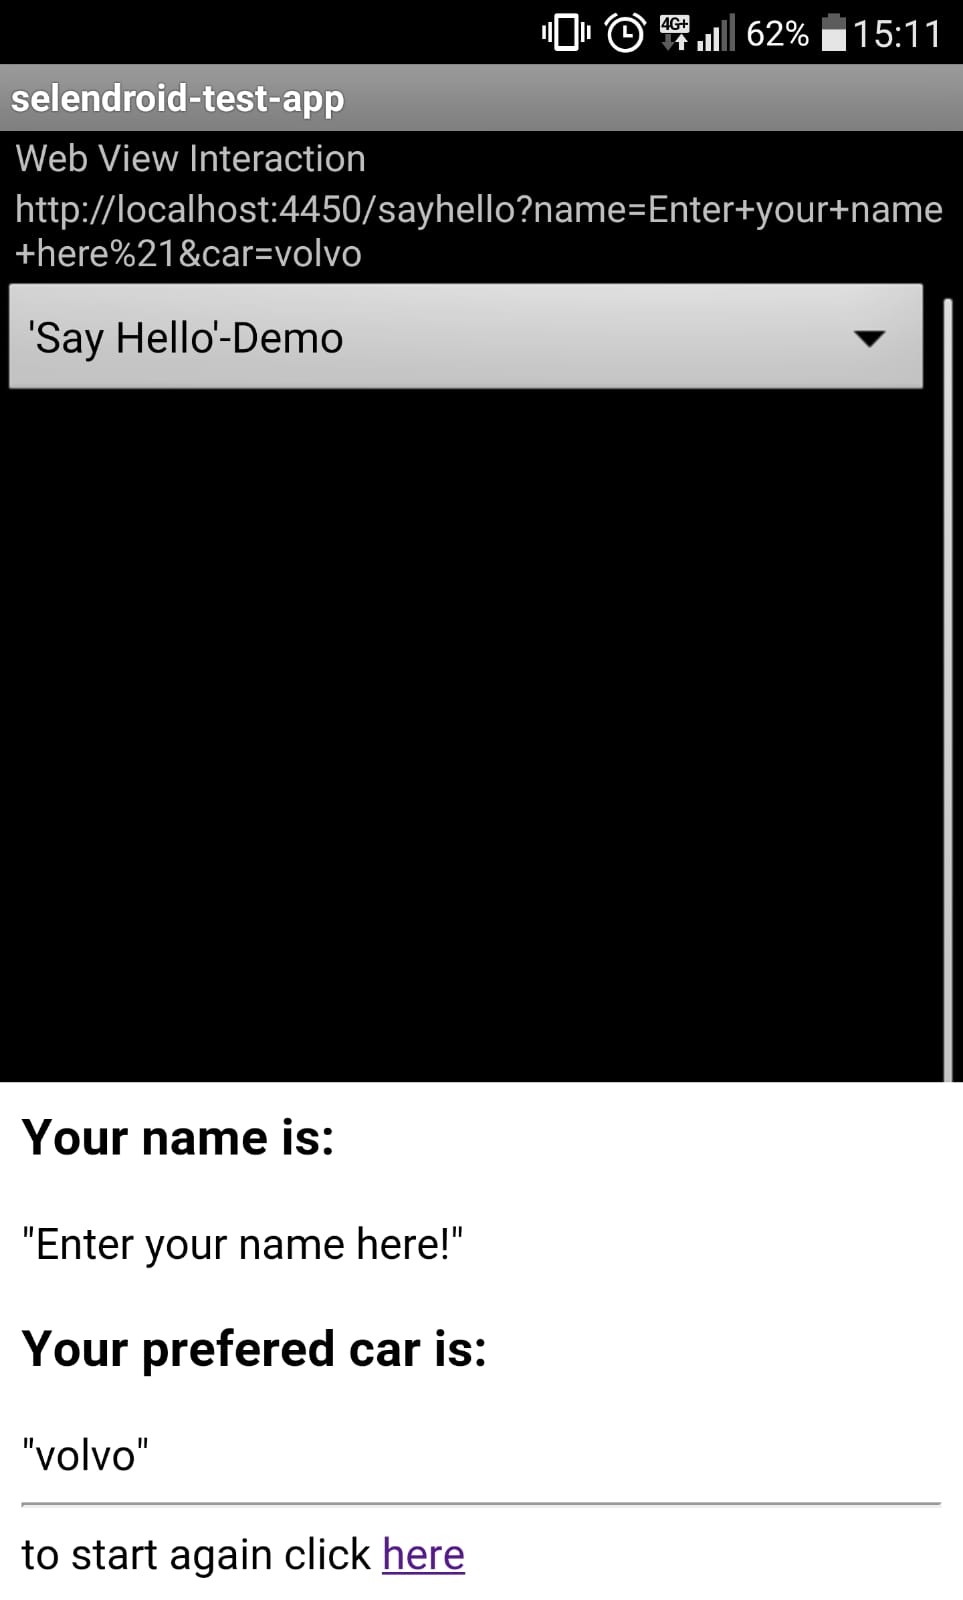 4G+ 62% 15:11
selendroid-test-app
Web View Interaction
http://localhost:4450/sayhello?name=Enter+your+name
+here%21&car=volvo
'Say Hello'-Demo
Your name is:
"Enter your name here!"
Your prefered car is:
"volvo"
to start again click here